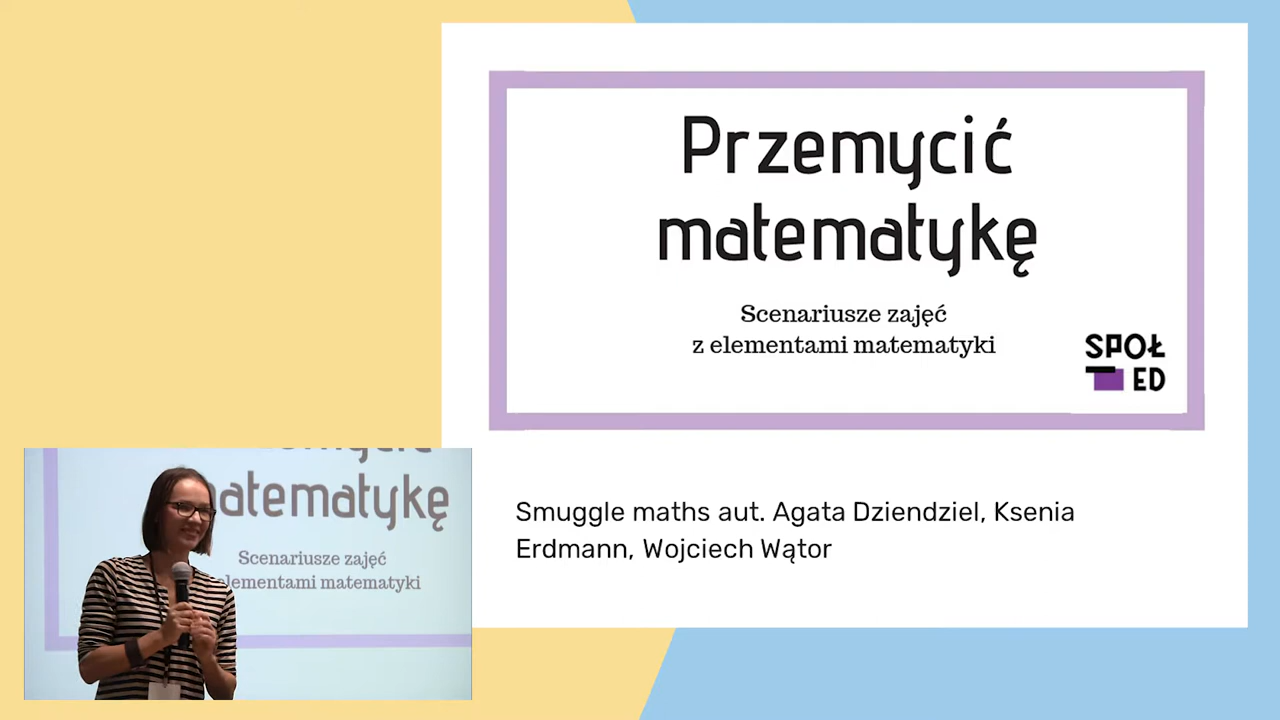 Przemycić
matematykę
Scenariusze zajęć
z elementami matematyki
SPOŁ
ED
Smuggle maths aut. Agata Dziendziel, Ksenia
Erdmann, Wojciech Wątor
matematykę
Scenariusze zajęć
elementami matematyki